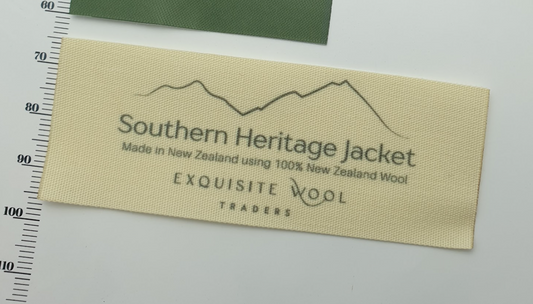 60
70
80
90
100
110
Southern Heritage Jacket
Made in New Zealand using 100% New Zealand Wool
EXQUISITE WOOL
TRADERS